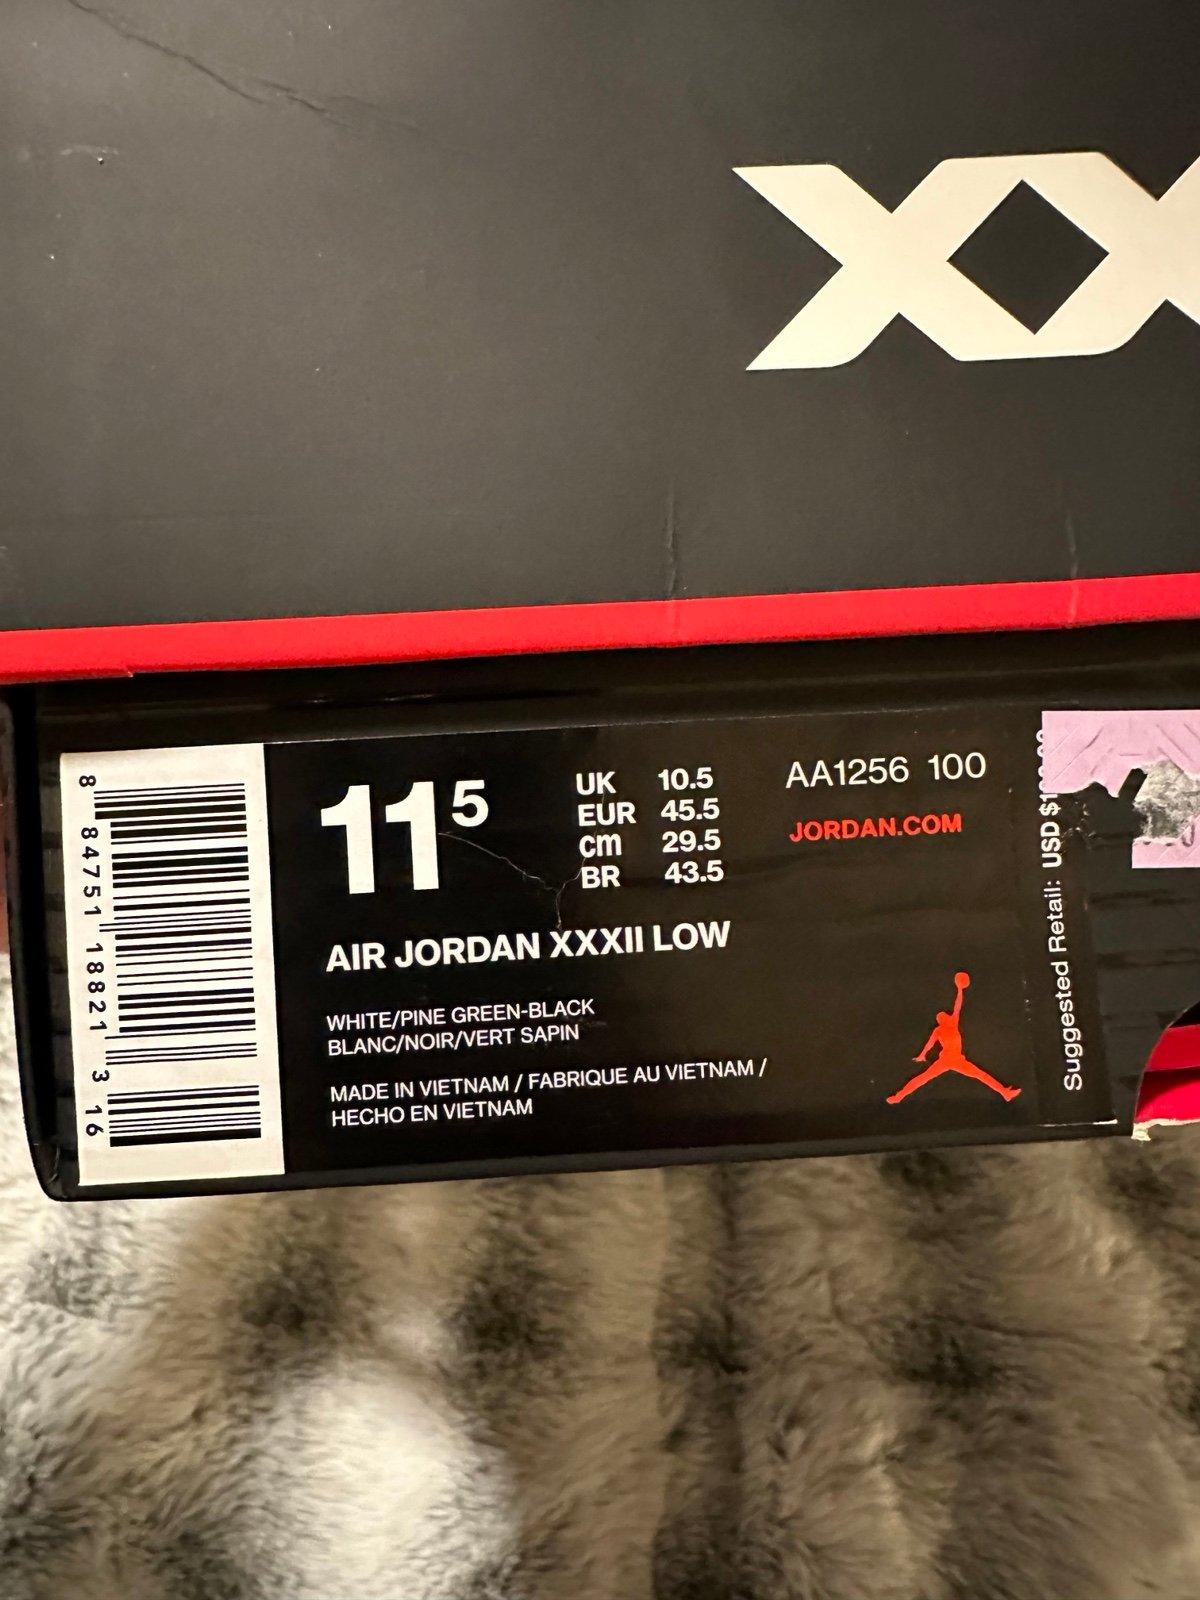 XX
11⁵
UK 10.5
EUR 45.5
cm 29.5
BR 43.5
AA1256 100
JORDAN.COM
AIR JORDAN XXXII LOW
WHITE/PINE GREEN-BLACK
BLANC/NOIR/VERT SAPIN
MADE IN VIETNAM / FABRIQUE AU VIETNAM /
HECHO EN VIETNAM
8 84751 18821 3 16
Suggested Retail: USD